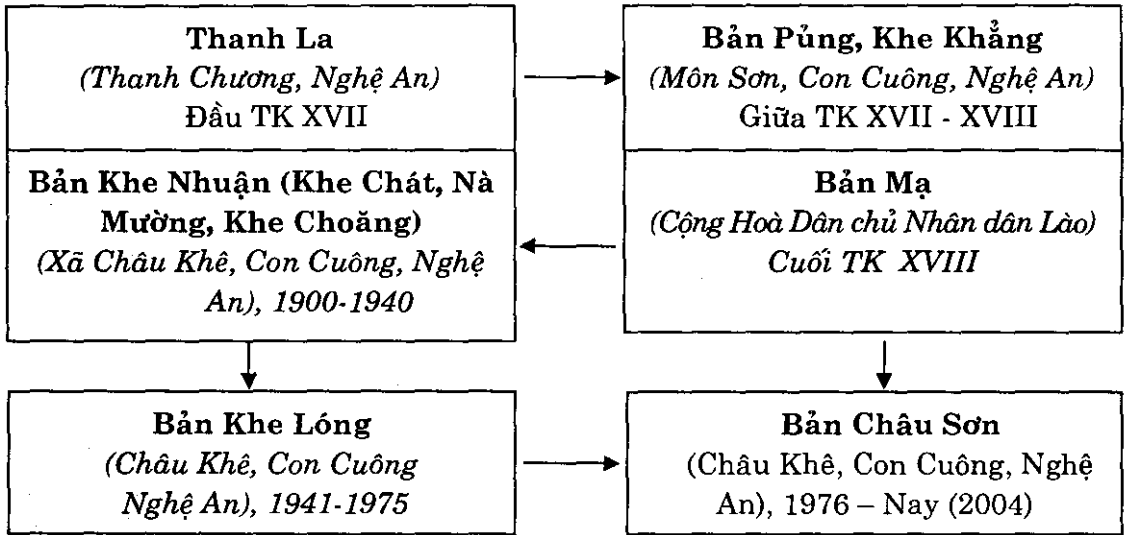 Thanh La
(Thanh Chương, Nghệ An)
Đầu TK XVII
Bản Pủng, Khe Khẳng
(Môn Sơn, Con Cuông, Nghệ An)
Giữa TK XVII - XVIII
Bản Khe Nhuận (Khe Chát, Nà
Mường, Khe Choăng)
(Xã Châu Khê, Con Cuông, Nghệ
An), 1900-1940
Bản Mạ
(Cộng Hoà Dân chủ Nhân dân Lào)
Cuối TK XVIII
Bản Khe Lóng
(Châu Khê, Con Cuông
Nghệ An), 1941-1975
Bản Châu Sơn
(Châu Khê, Con Cuông, Nghệ
An), 1976 – Nay (2004)